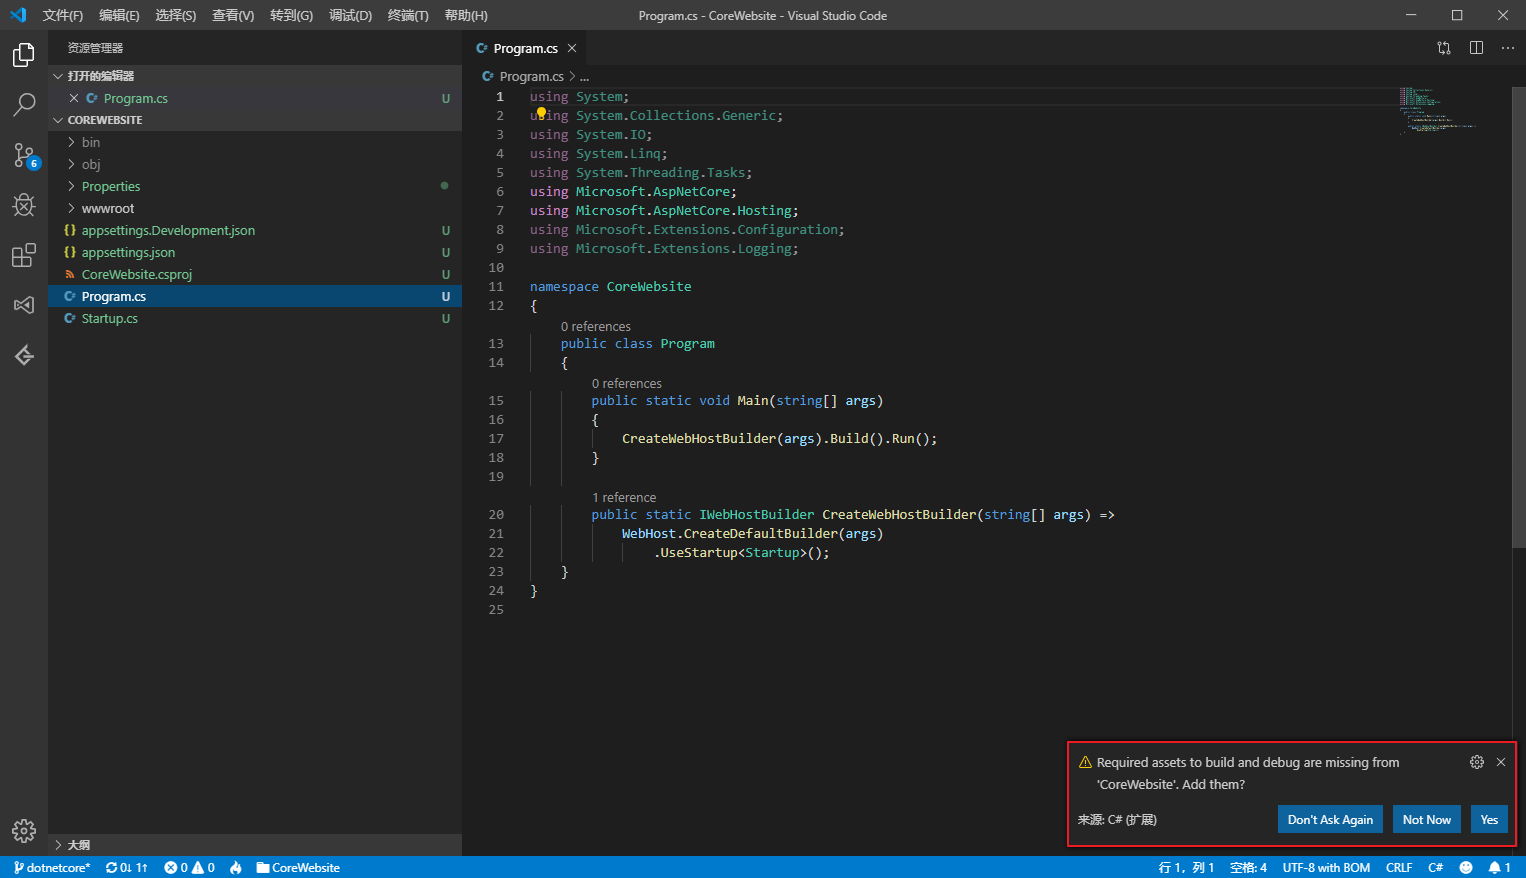 文件(F) 编辑(E) 选择(S) 查看(V) 转到(G) 调试(D) 终端(T) 帮助(H) Program.cs - CoreWebsite - Visual Studio Code
资源管理器
打开的编辑器
Program.cs U
COREWEBSITE
bin
obj
Properties
wwwroot
appsettings.Development.json U
appsettings.json U
CoreWebsite.csproj U
Program.cs U
Startup.cs U
6
大纲
Program.cs
Program.cs > ...
1 using System;
2 using System.Collections.Generic;
3 using System.IO;
4 using System.Linq;
5 using System.Threading.Tasks;
6 using Microsoft.AspNetCore;
7 using Microsoft.AspNetCore.Hosting;
8 using Microsoft.Extensions.Configuration;
9 using Microsoft.Extensions.Logging;
10
11 namespace CoreWebsite
12 {
0 references
13 public class Program
14 {
0 references
15 public static void Main(string[] args)
16 {
17 CreateWebHostBuilder(args).Build().Run();
18 }
19
1 reference
20 public static IWebHostBuilder CreateWebHostBuilder(string[] args) =>
21 WebHost.CreateDefaultBuilder(args)
22 .UseStartup<Startup>();
23 }
24 }
25
Required assets to build and debug are missing from
'CoreWebsite'. Add them?
来源: C# (扩展) Don't Ask Again Not Now Yes
dotnetcore* 0↓ 1↑ 0 0 CoreWebsite 行 1，列 1 空格: 4 UTF-8 with BOM CRLF C# 1